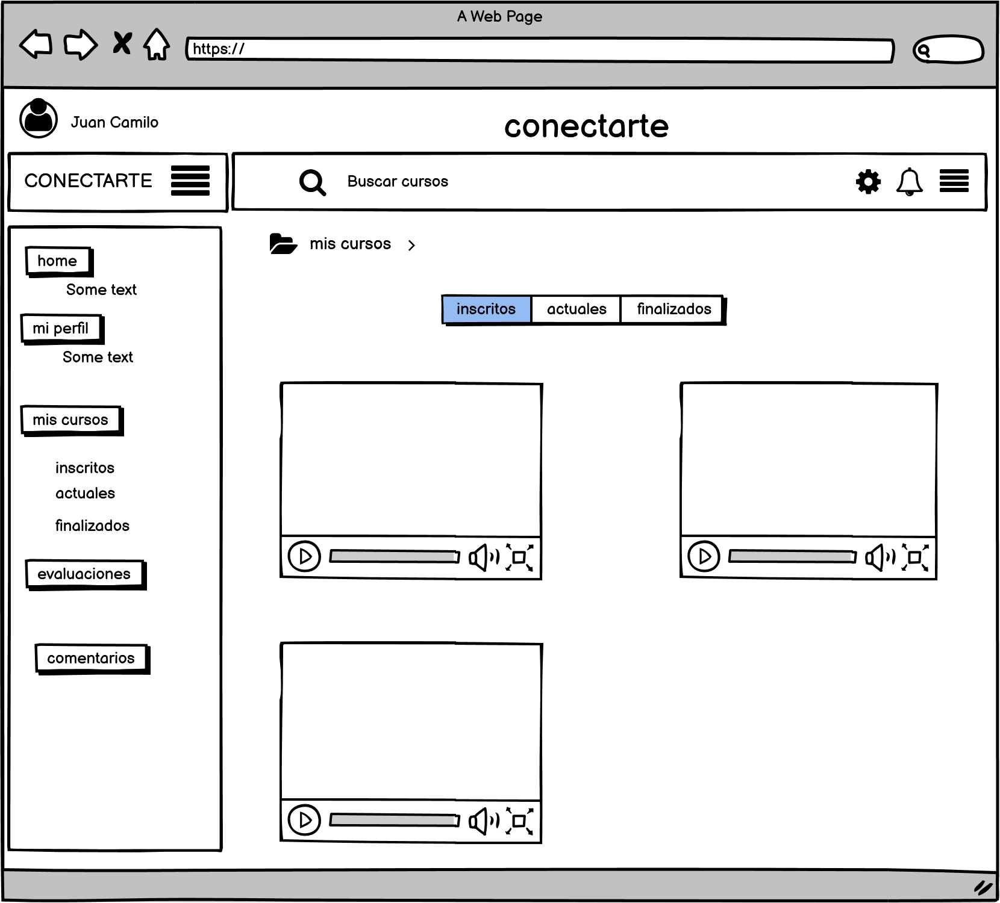 A Web Page
https://
Juan Camilo
conectarte
CONECTARTE
Buscar cursos
home
Some text
mi perfil
Some text
mis cursos
inscritos
actuales
finalizados
evaluaciones
comentarios
mis cursos
inscritos actuales finalizados